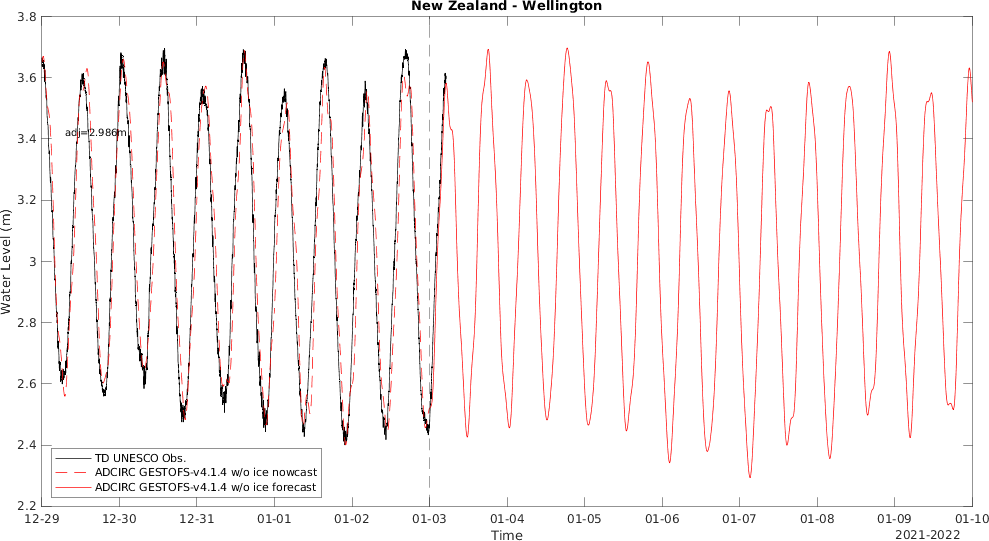 New Zealand - Wellington
3.8
3.6
3.4
3.2
3
2.8
2.6
2.4
2.2
Water Level (m)
adj=2.986m
TD UNESCO Obs.
ADCIRC GESTOFS-v4.1.4 w/o ice nowcast
ADCIRC GESTOFS-v4.1.4 w/o ice forecast
12-29 12-30 12-31 01-01 01-02 01-03 01-04 01-05 01-06 01-07 01-08 01-09 01-10
Time
2021-2022